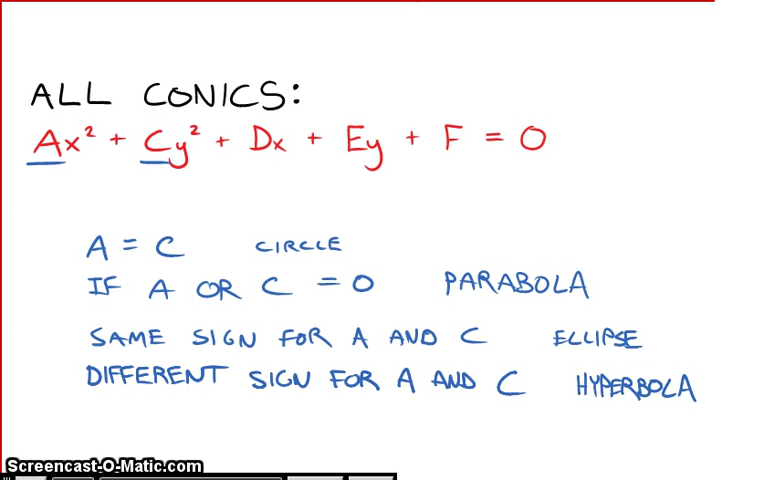 ALL CONICS:
Ax² + Cy² + Dx + Ey + F = 0
A = C CIRCLE
IF A OR C = 0 PARABOLA
SAME SIGN FOR A AND C ELLIPSE
DIFFERENT SIGN FOR A AND C HYPERBOLA
Screencast-O-Matic.com